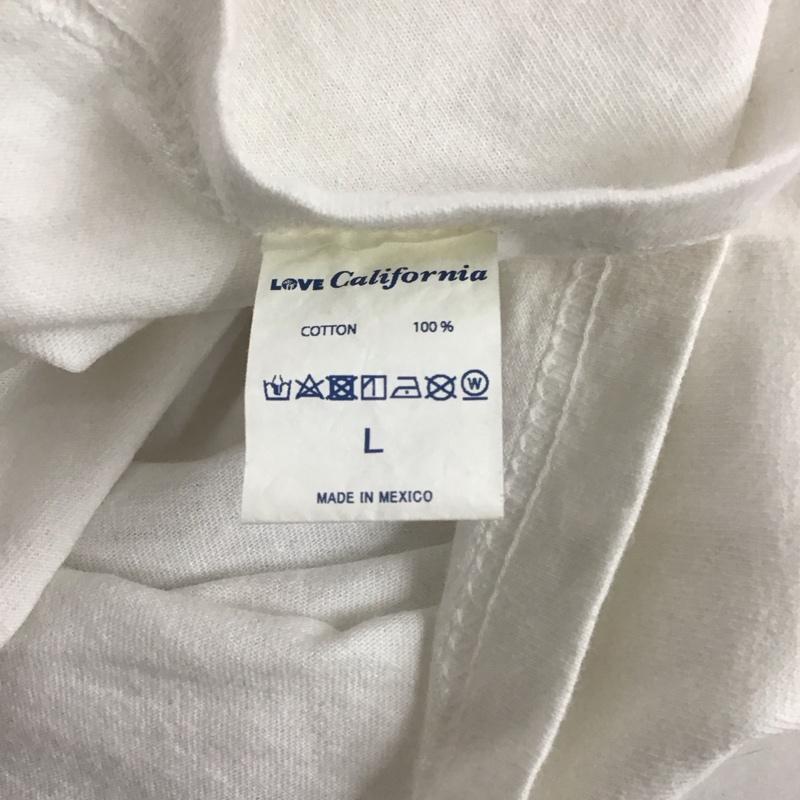 LOVE California
COTTON 100 %
W
L
MADE IN MEXICO